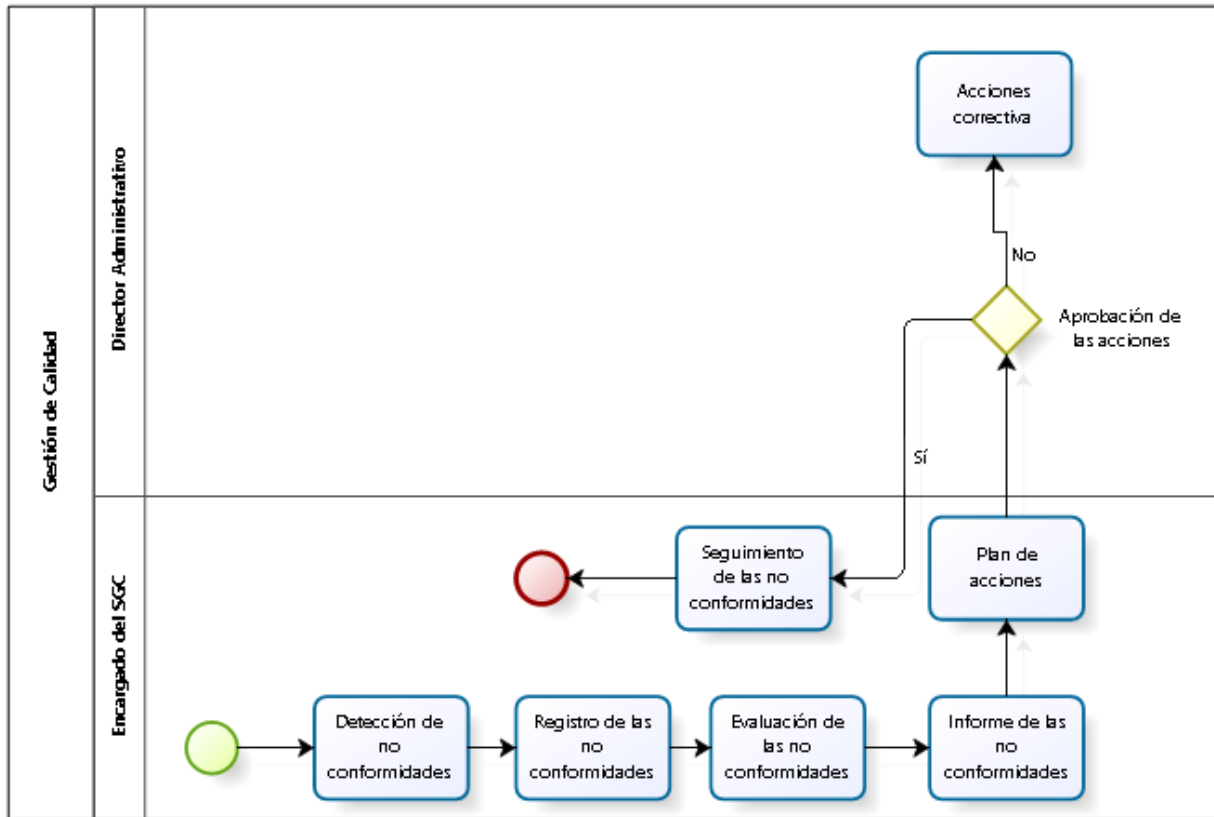 Gestión de Calidad
Director Administrativo
Acciones
correctiva
No
Aprobación de
las acciones
Sí
Encargado del SGC
Seguimiento
de las no
conformidades
Plan de
acciones
Detección de
no
conformidades
Registro de las
no
conformidades
Evaluación de
las no
conformidades
Informe de las
no
conformidades